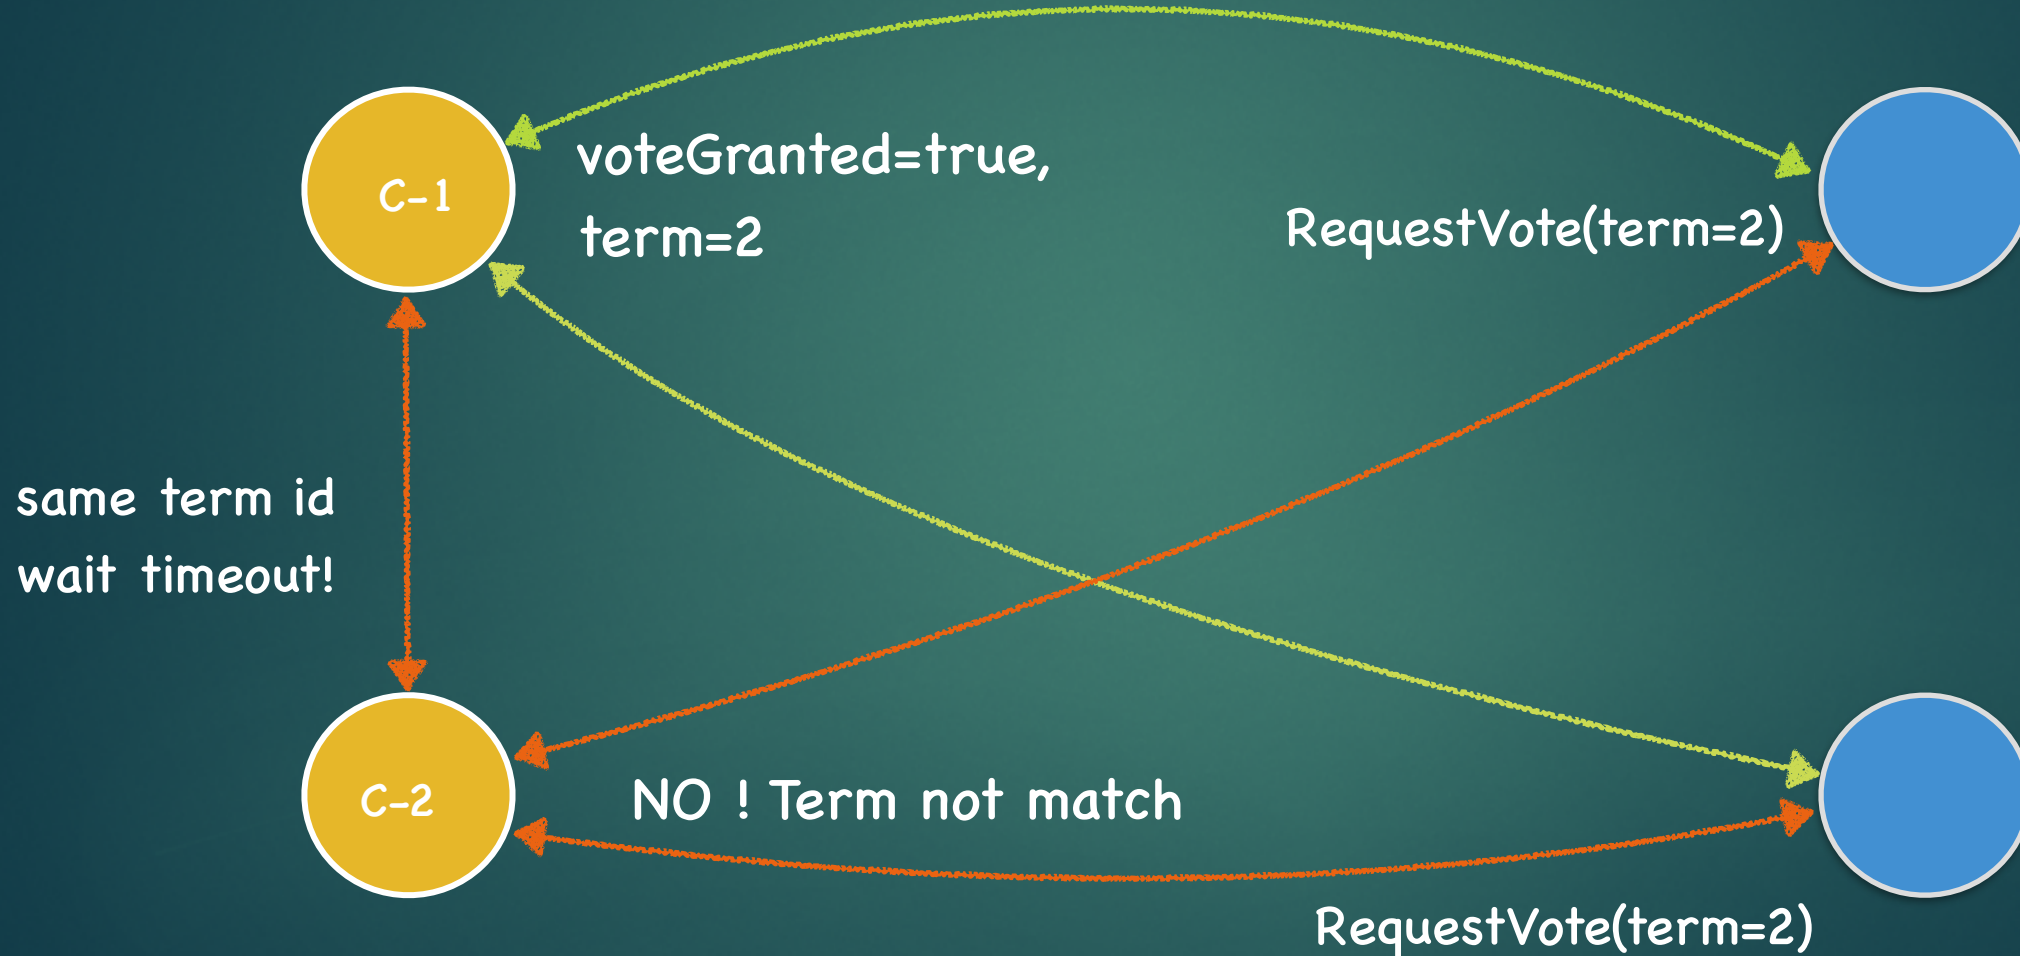 C-1
voteGranted=true,
term=2
RequestVote(term=2)
same term id
wait timeout!
C-2
NO ! Term not match
RequestVote(term=2)